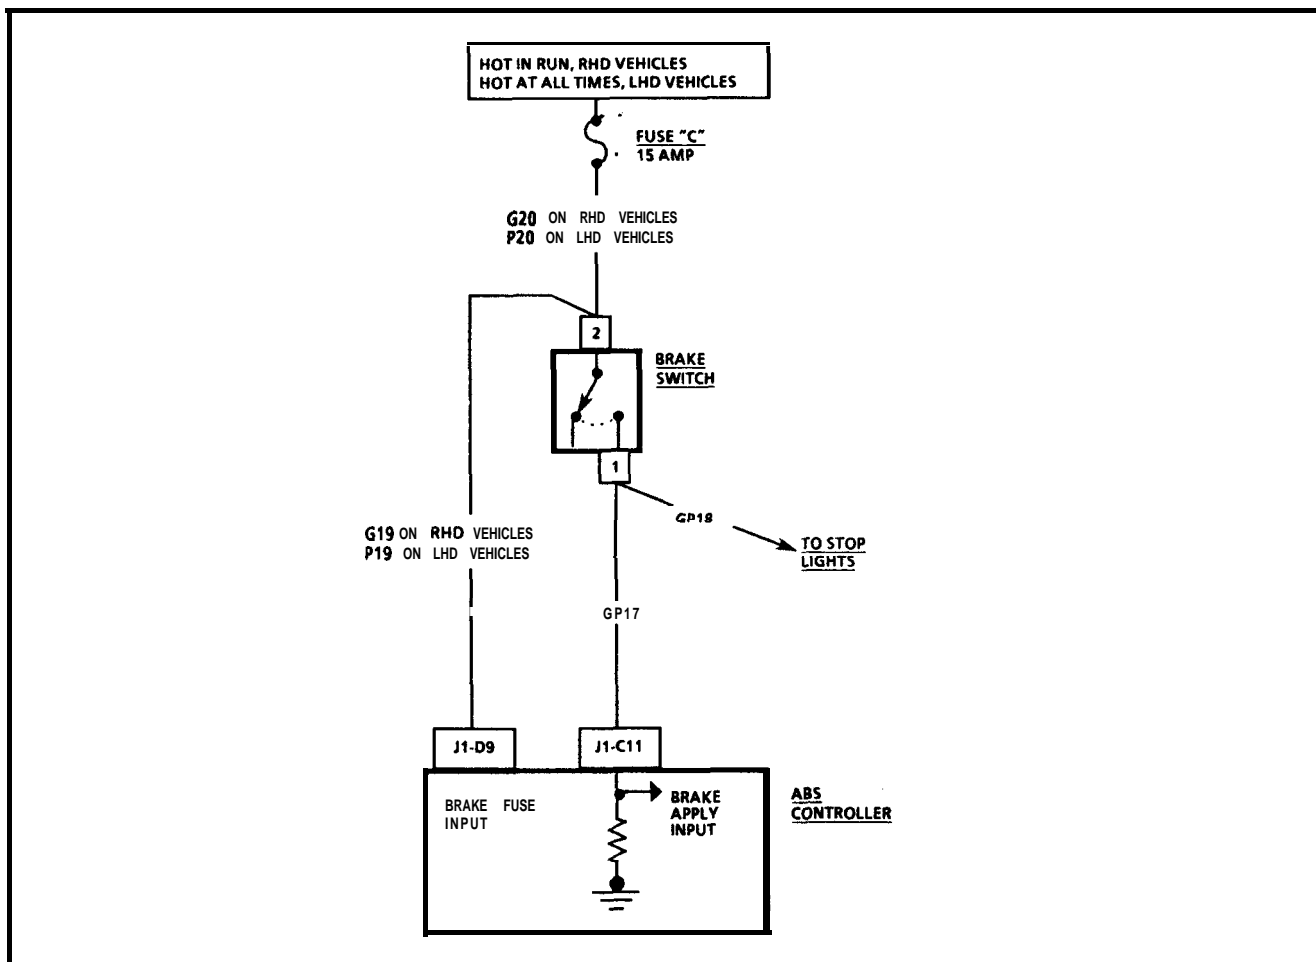 HOT IN RUN, RHD VEHICLES
HOT AT ALL TIMES, LHD VEHICLES
FUSE "C"
15 AMP
G20 ON RHD VEHICLES
P20 ON LHD VEHICLES
2
BRAKE
SWITCH
1
GP18
TO STOP
LIGHTS
G19 ON RHD VEHICLES
P19 ON LHD VEHICLES
GP17
J1-D9
J1-C11
BRAKE FUSE
INPUT
BRAKE
APPLY
INPUT
ABS
CONTROLLER